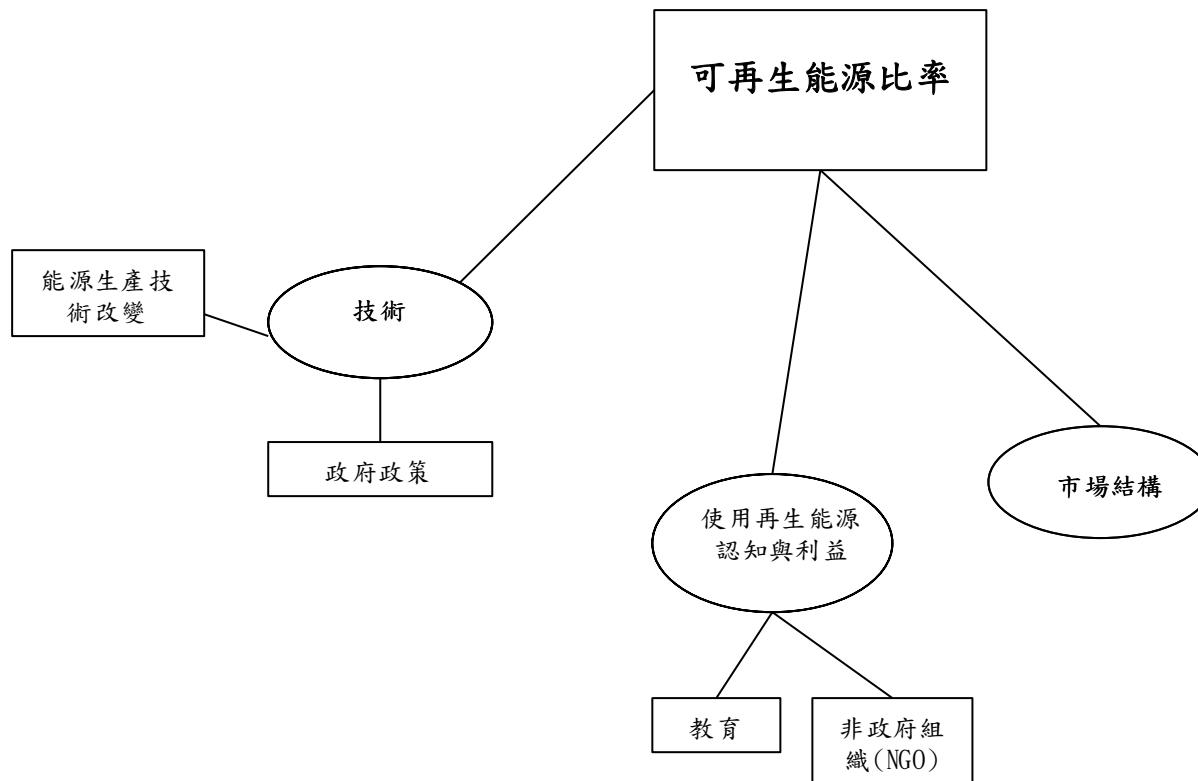 可再生能源比率
能源生產技
術改變
技術
政府政策
使用再生能源
認知與利益
市場結構
教育
非政府組
織(NGO)